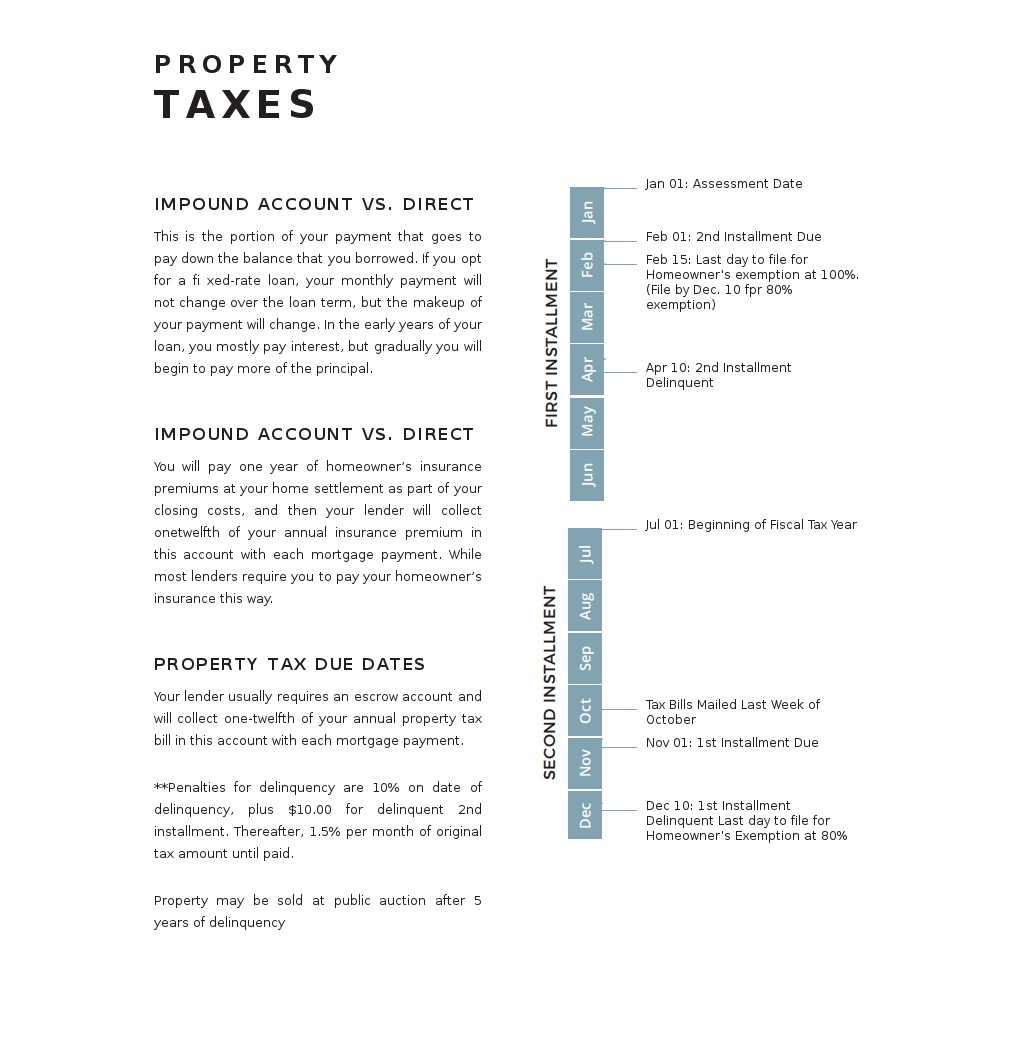 PROPERTY
TAXES
IMPOUND ACCOUNT VS. DIRECT
This is the portion of your payment that goes to
pay down the balance that you borrowed. If you opt
for a fi xed-rate loan, your monthly payment will
not change over the loan term, but the makeup of
your payment will change. In the early years of your
loan, you mostly pay interest, but gradually you will
begin to pay more of the principal.
IMPOUND ACCOUNT VS. DIRECT
You will pay one year of homeowner’s insurance
premiums at your home settlement as part of your
closing costs, and then your lender will collect
onetwelfth of your annual insurance premium in
this account with each mortgage payment. While
most lenders require you to pay your homeowner’s
insurance this way.
PROPERTY TAX DUE DATES
Your lender usually requires an escrow account and
will collect one-twelfth of your annual property tax
bill in this account with each mortgage payment.
**Penalties for delinquency are 10% on date of
delinquency, plus $10.00 for delinquent 2nd
installment. Thereafter, 1.5% per month of original
tax amount until paid.
Property may be sold at public auction after 5
years of delinquency
FIRST INSTALLMENT
Jan
Feb
Mar
Apr
May
Jun
Jan 01: Assessment Date
Feb 01: 2nd Installment Due
Feb 15: Last day to file for
Homeowner's exemption at 100%.
(File by Dec. 10 fpr 80%
exemption)
Apr 10: 2nd Installment
Delinquent
SECOND INSTALLMENT
Jul
Aug
Sep
Oct
Nov
Dec
Jul 01: Beginning of Fiscal Tax Year
Tax Bills Mailed Last Week of
October
Nov 01: 1st Installment Due
Dec 10: 1st Installment
Delinquent Last day to file for
Homeowner's Exemption at 80%